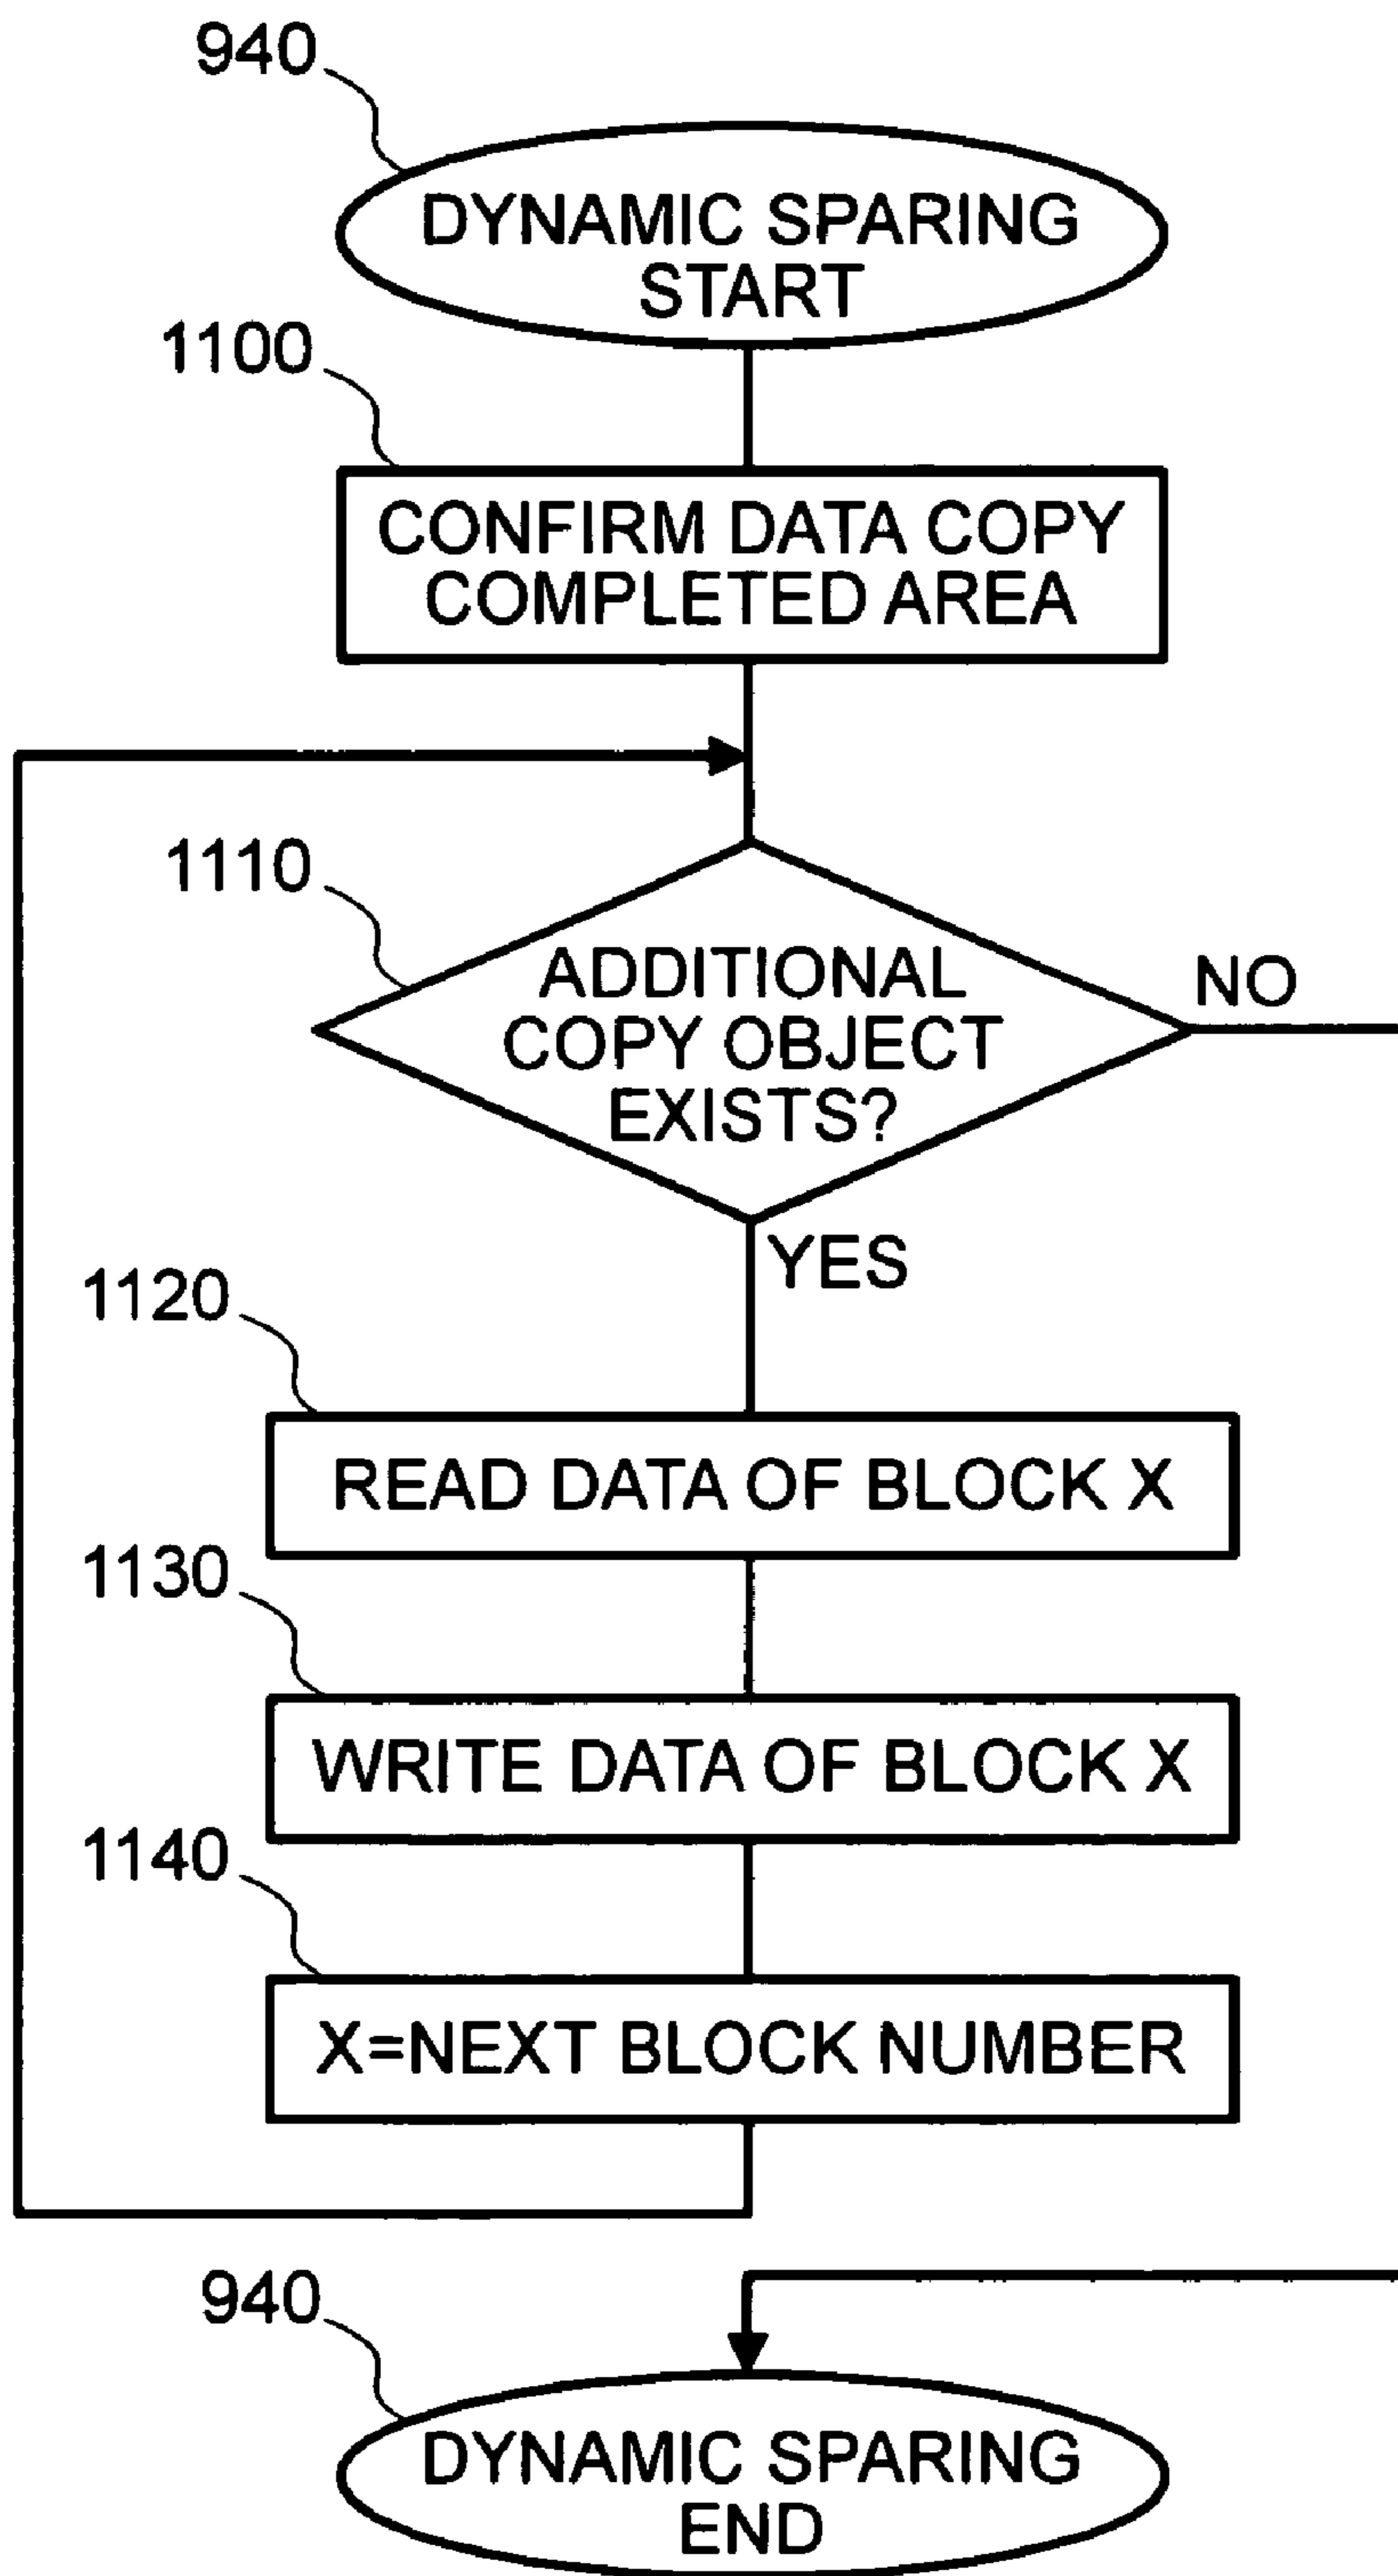 940
DYNAMIC SPARING
START
1100
CONFIRM DATA COPY
COMPLETED AREA
1110
ADDITIONAL
COPY OBJECT
EXISTS?
NO
YES
1120
READ DATA OF BLOCK X
1130
WRITE DATA OF BLOCK X
1140
X=NEXT BLOCK NUMBER
940
DYNAMIC SPARING
END